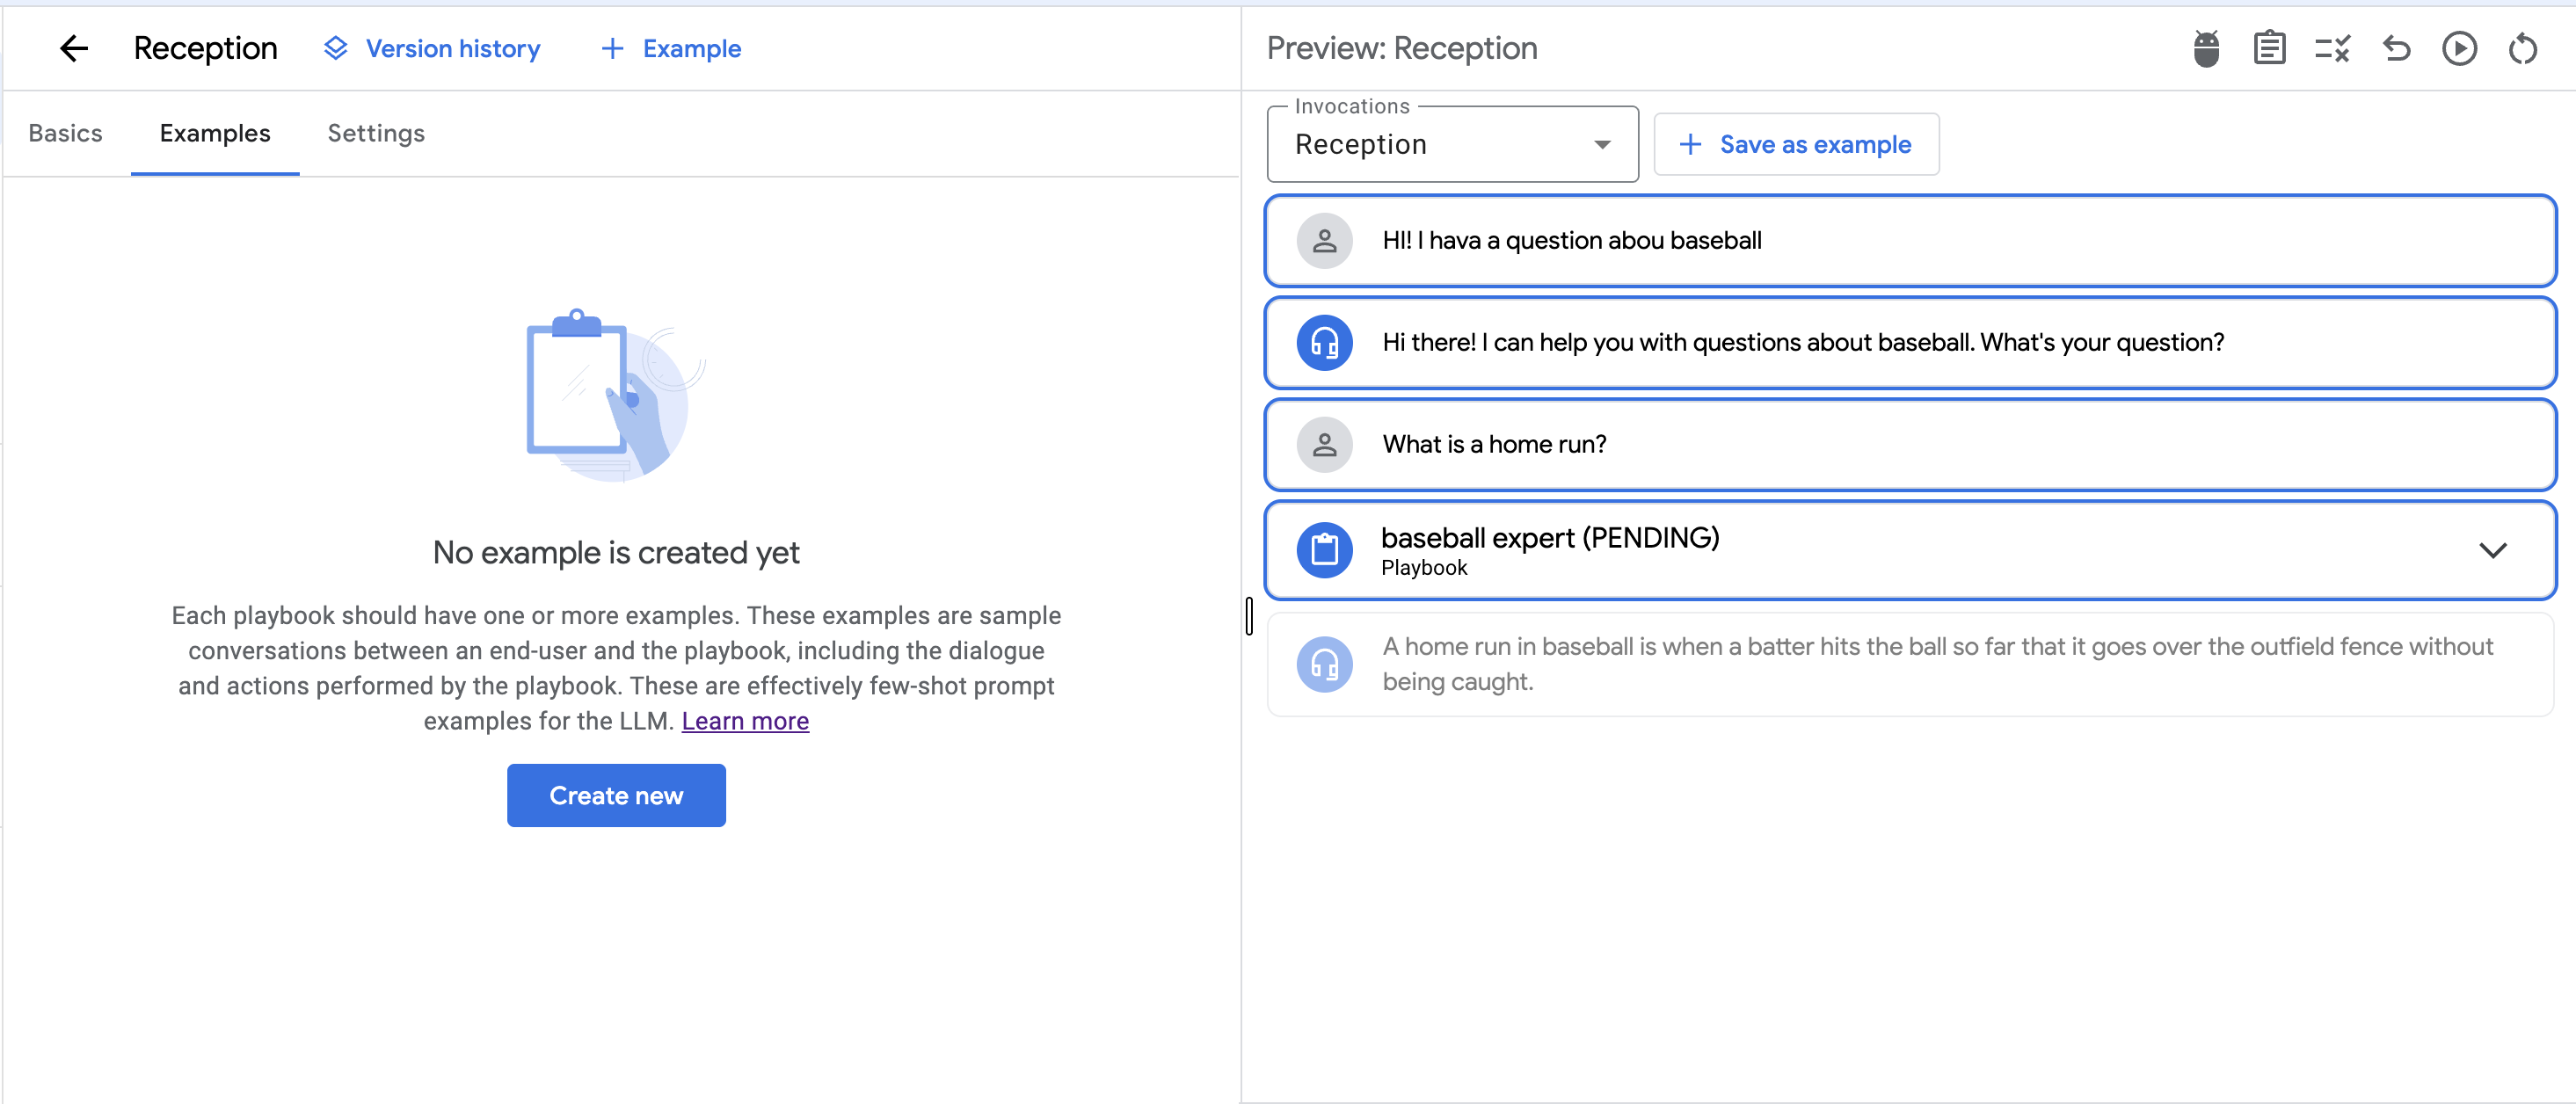 Reception
Version history
Example
Basics
Examples
Settings
No example is created yet
Each playbook should have one or more examples. These examples are sample
conversations between an end-user and the playbook, including the dialogue
and actions performed by the playbook. These are effectively few-shot prompt
examples for the LLM. Learn more
Create new
Preview: Reception
Invocations
Reception
Save as example
HI! I hava a question abou baseball
Hi there! I can help you with questions about baseball. What's your question?
What is a home run?
baseball expert (PENDING)
Playbook
A home run in baseball is when a batter hits the ball so far that it goes over the outfield fence without
being caught.